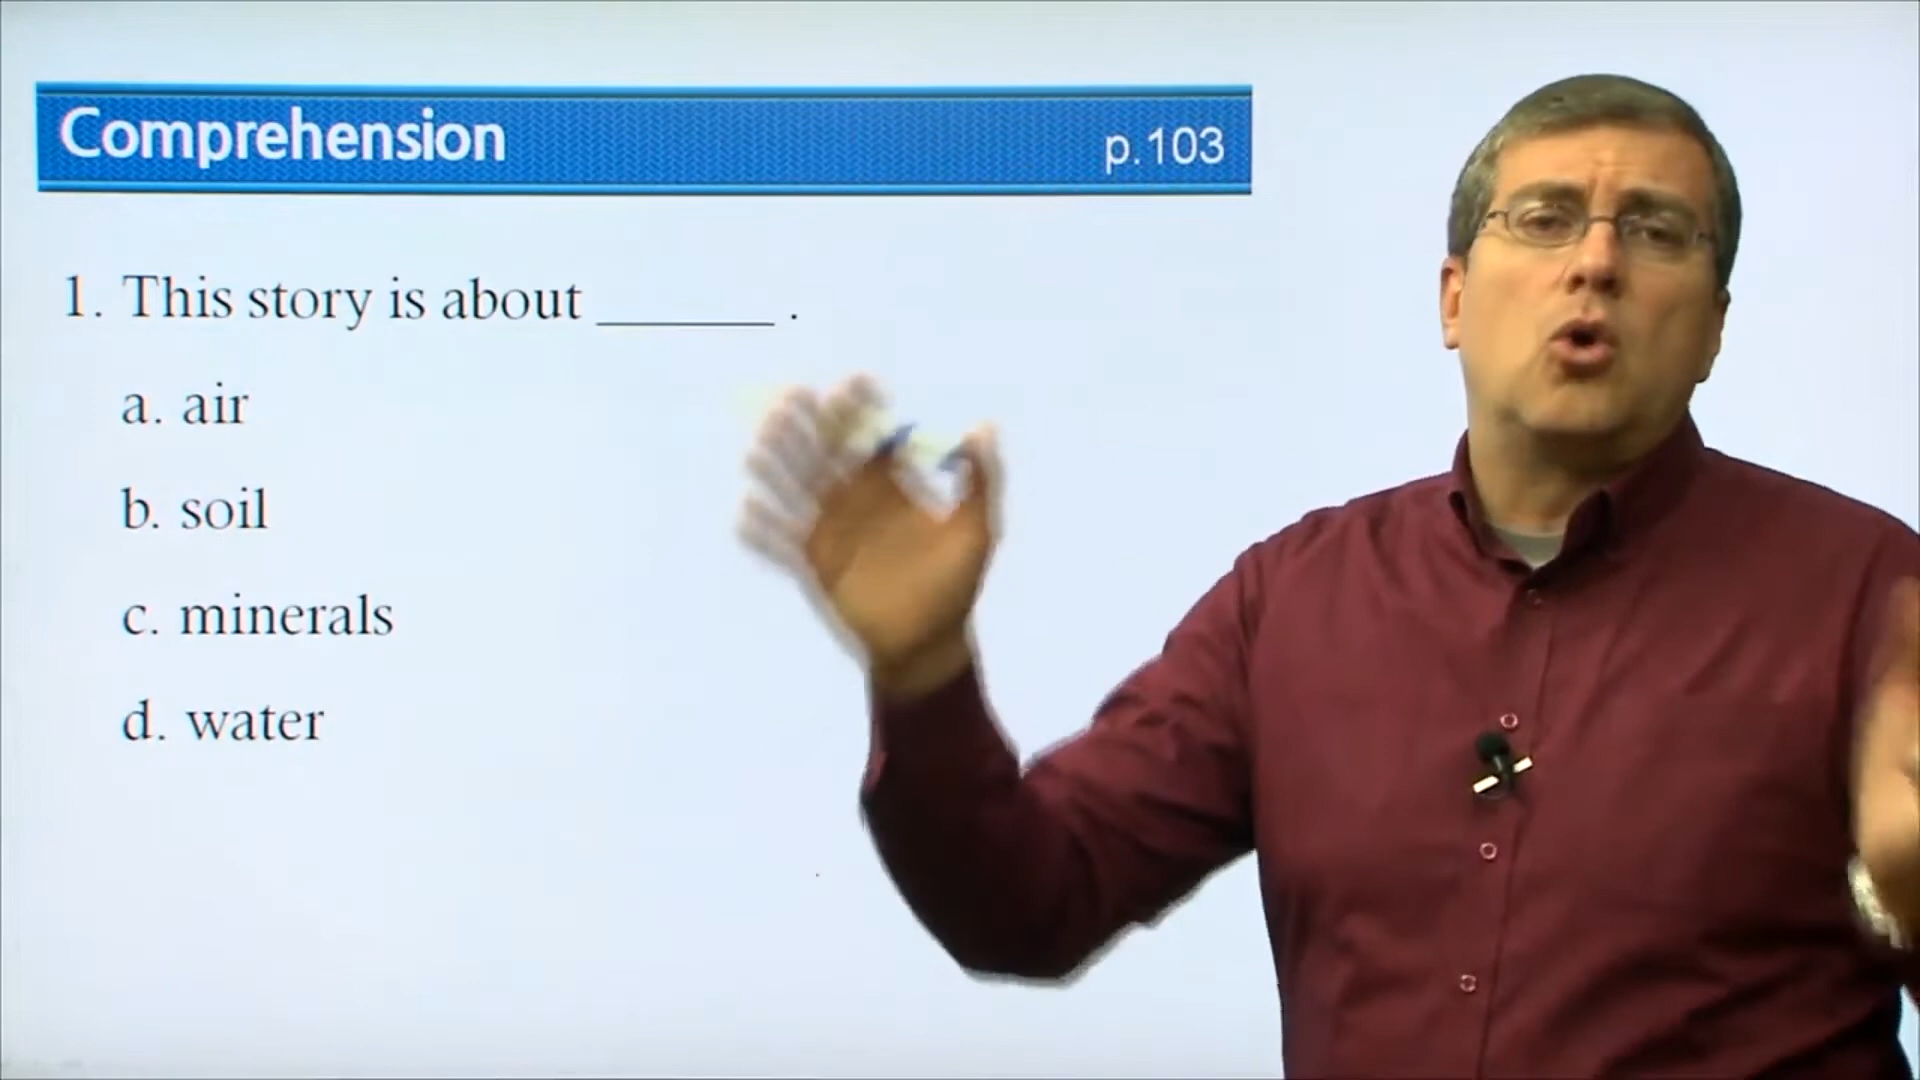 Comprehension p.103
1. This story is about ______ .
a. air
b. soil
c. minerals
d. water